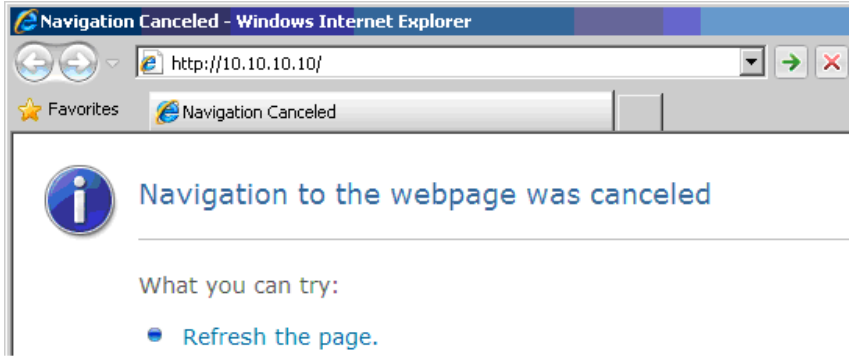 Navigation Canceled - Windows Internet Explorer
http://10.10.10.10/
Favorites
Navigation Canceled
Navigation to the webpage was canceled
What you can try:
Refresh the page.